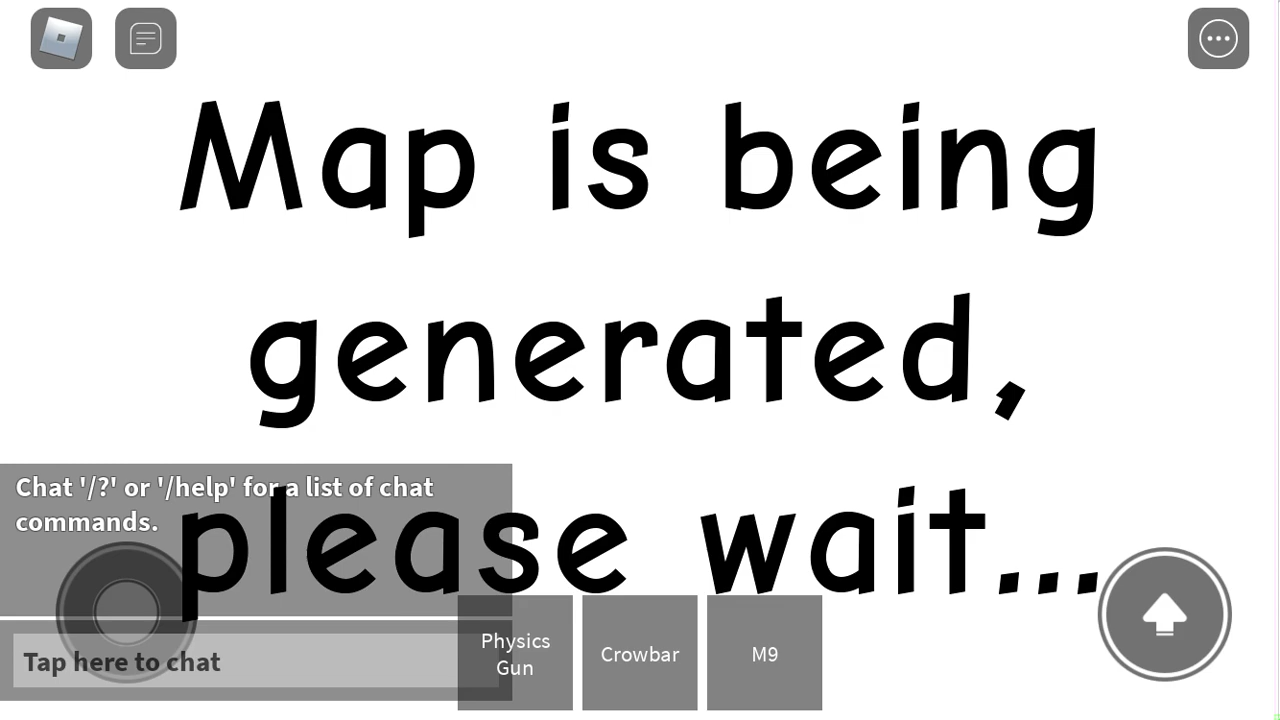 Map is being
generated,
please wait...
Chat '/?' or '/help' for a list of chat
commands.
Tap here to chat
Physics
Gun
Crowbar
M9